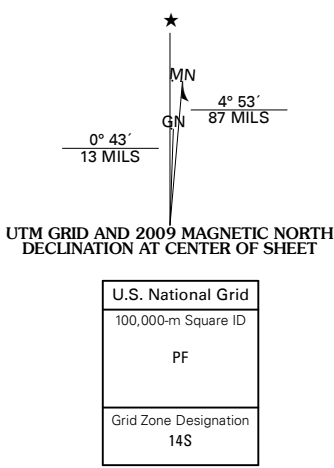 ★
MN
4° 53´
87 MILS
GN
0° 43´
13 MILS
UTM GRID AND 2009 MAGNETIC NORTH
DECLINATION AT CENTER OF SHEET
U.S. National Grid
100,000-m Square ID
PF
Grid Zone Designation
14S